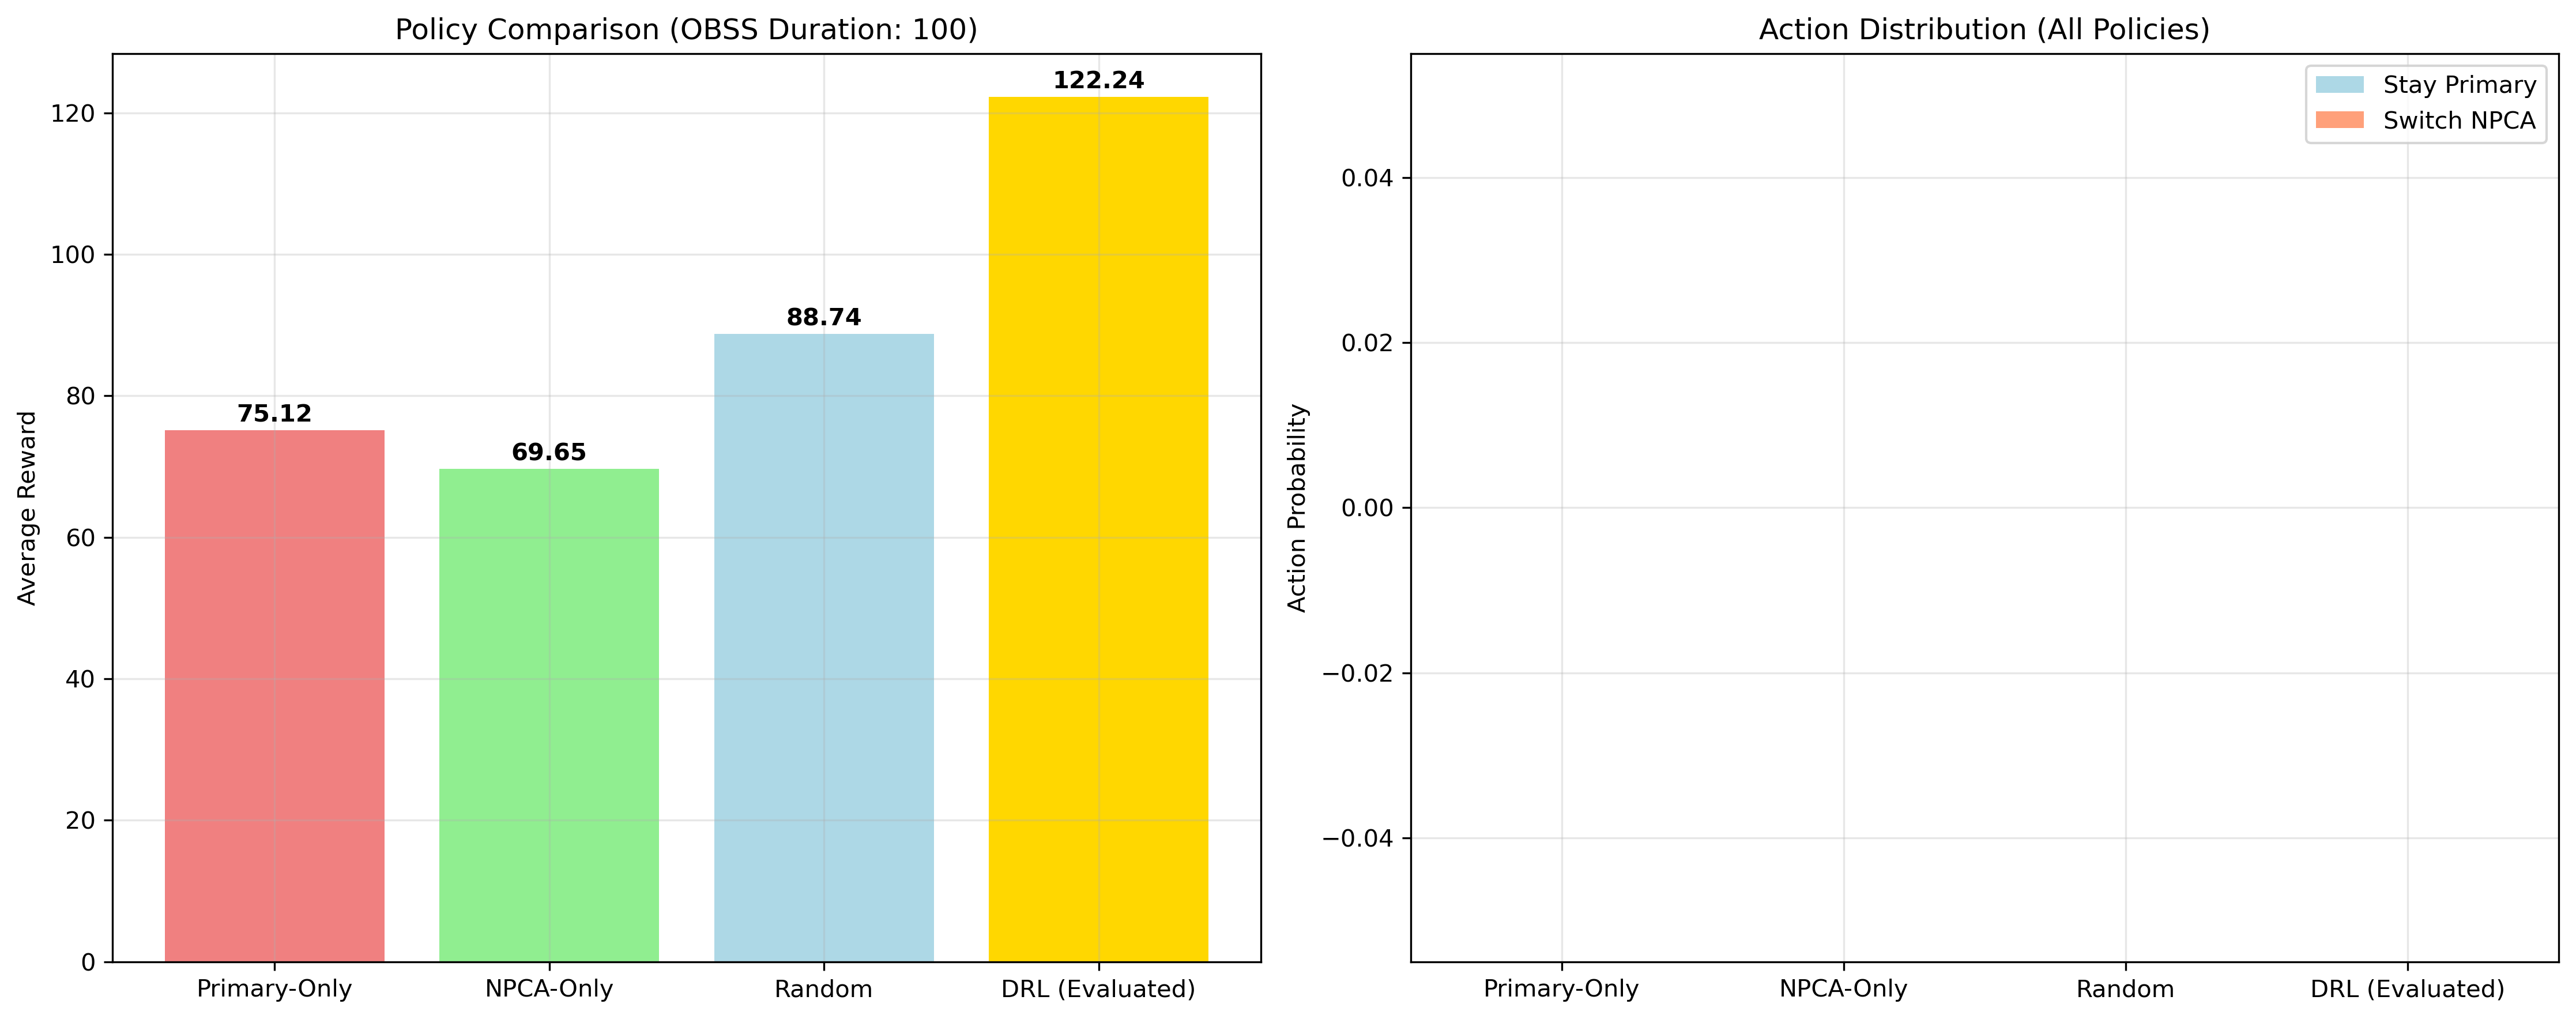 Policy Comparison (OBSS Duration: 100)
Average Reward
120
100
80
60
40
20
0
75.12
69.65
88.74
122.24
Primary-Only
NPCA-Only
Random
DRL (Evaluated)
Action Distribution (All Policies)
Action Probability
0.04
0.02
0.00
−0.02
−0.04
Stay Primary
Switch NPCA
Primary-Only
NPCA-Only
Random
DRL (Evaluated)